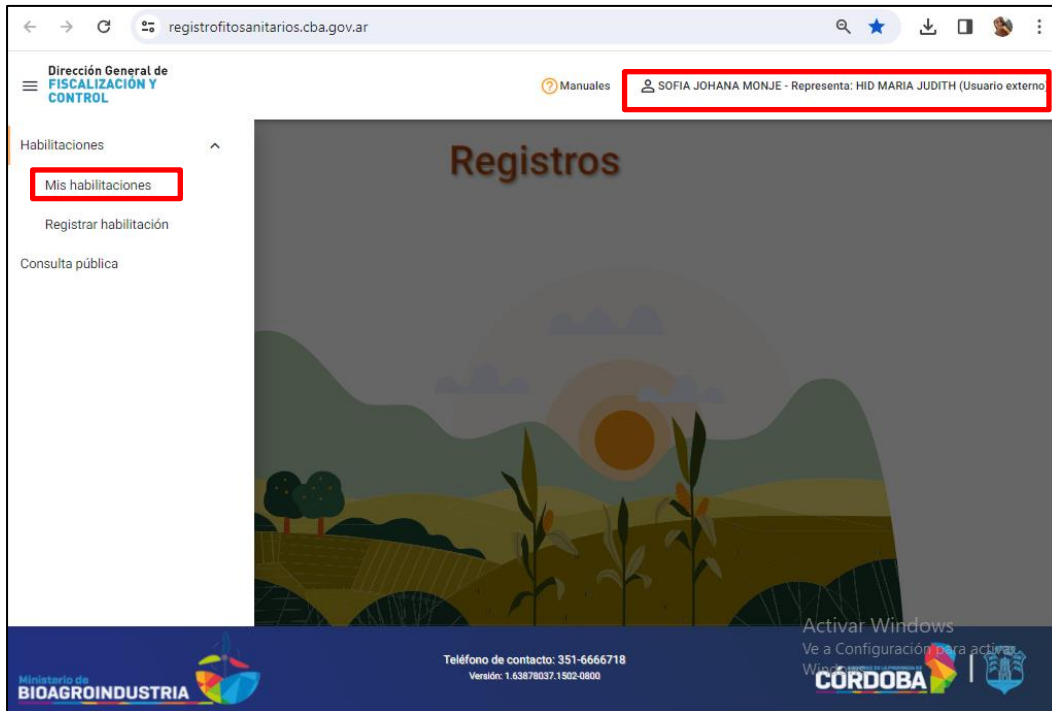 registrofitosanitarios.cba.gov.ar
Dirección General de
FISCALIZACIÓN Y
CONTROL
Manuales
SOFIA JOHANA MONJE - Representa: HID MARIA JUDITH (Usuario externo)
Habilitaciones
Mis habilitaciones
Registrar habilitación
Consulta pública
Registros
Activar Windows
Ve a Configuración para activar
Windows.
Ministerio de
BIOAGROINDUSTRIA
Teléfono de contacto: 351-6666718
Versión: 1.63878037.1502-0800
CÓRDOBA